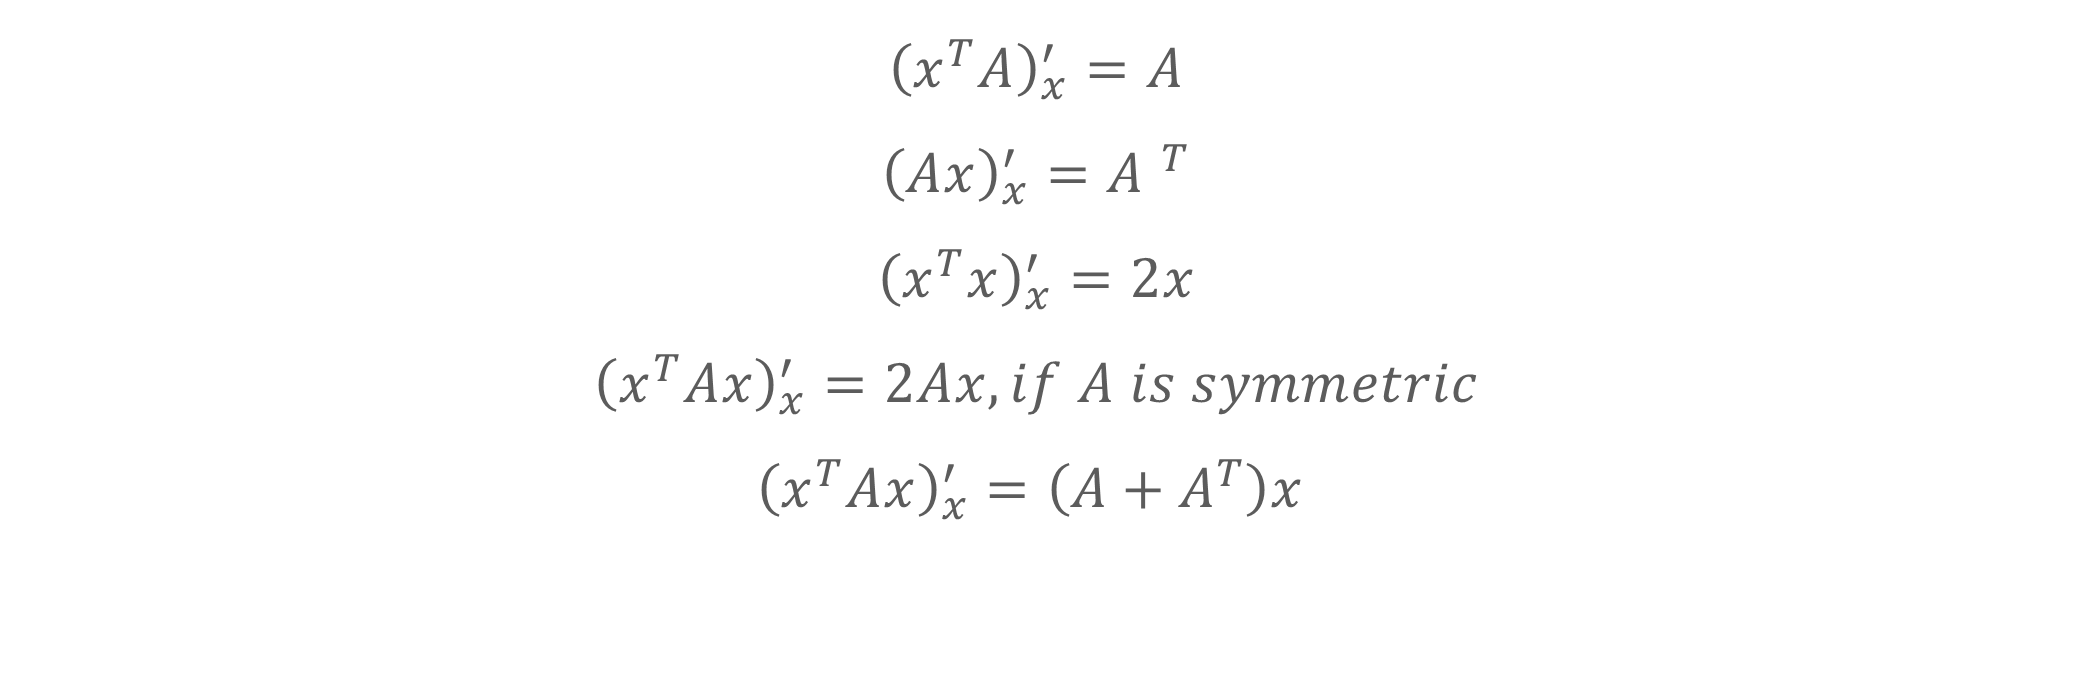 (x^T A)'_x = A
(Ax)'_x = A^T
(x^T x)'_x = 2x
(x^T Ax)'_x = 2Ax, if A is symmetric
(x^T Ax)'_x = (A + A^T)x